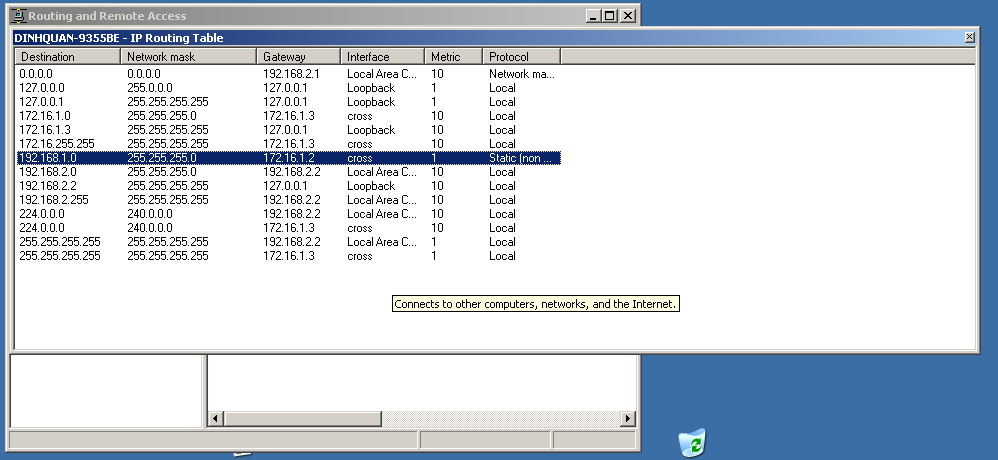 Routing and Remote Access
DINHQUAN-9355BE - IP Routing Table
Destination Network mask Gateway Interface Metric Protocol
0.0.0.0 0.0.0.0 192.168.2.1 Local Area C... 10 Network ma...
127.0.0.0 255.0.0.0 127.0.0.1 Loopback 1 Local
127.0.0.1 255.255.255.255 127.0.0.1 Loopback 1 Local
172.16.1.0 255.255.255.0 172.16.1.3 cross 10 Local
172.16.1.3 255.255.255.255 127.0.0.1 Loopback 10 Local
172.16.255.255 255.255.255.255 172.16.1.3 cross 10 Local
192.168.1.0 255.255.255.0 172.16.1.2 cross 1 Static (non ...
192.168.2.0 255.255.255.0 192.168.2.2 Local Area C... 10 Local
192.168.2.2 255.255.255.255 127.0.0.1 Loopback 10 Local
192.168.2.255 255.255.255.255 192.168.2.2 Local Area C... 10 Local
224.0.0.0 240.0.0.0 192.168.2.2 Local Area C... 10 Local
224.0.0.0 240.0.0.0 172.16.1.3 cross 10 Local
255.255.255.255 255.255.255.255 192.168.2.2 Local Area C... 1 Local
255.255.255.255 255.255.255.255 172.16.1.3 cross 1 Local
Connects to other computers, networks, and the Internet.